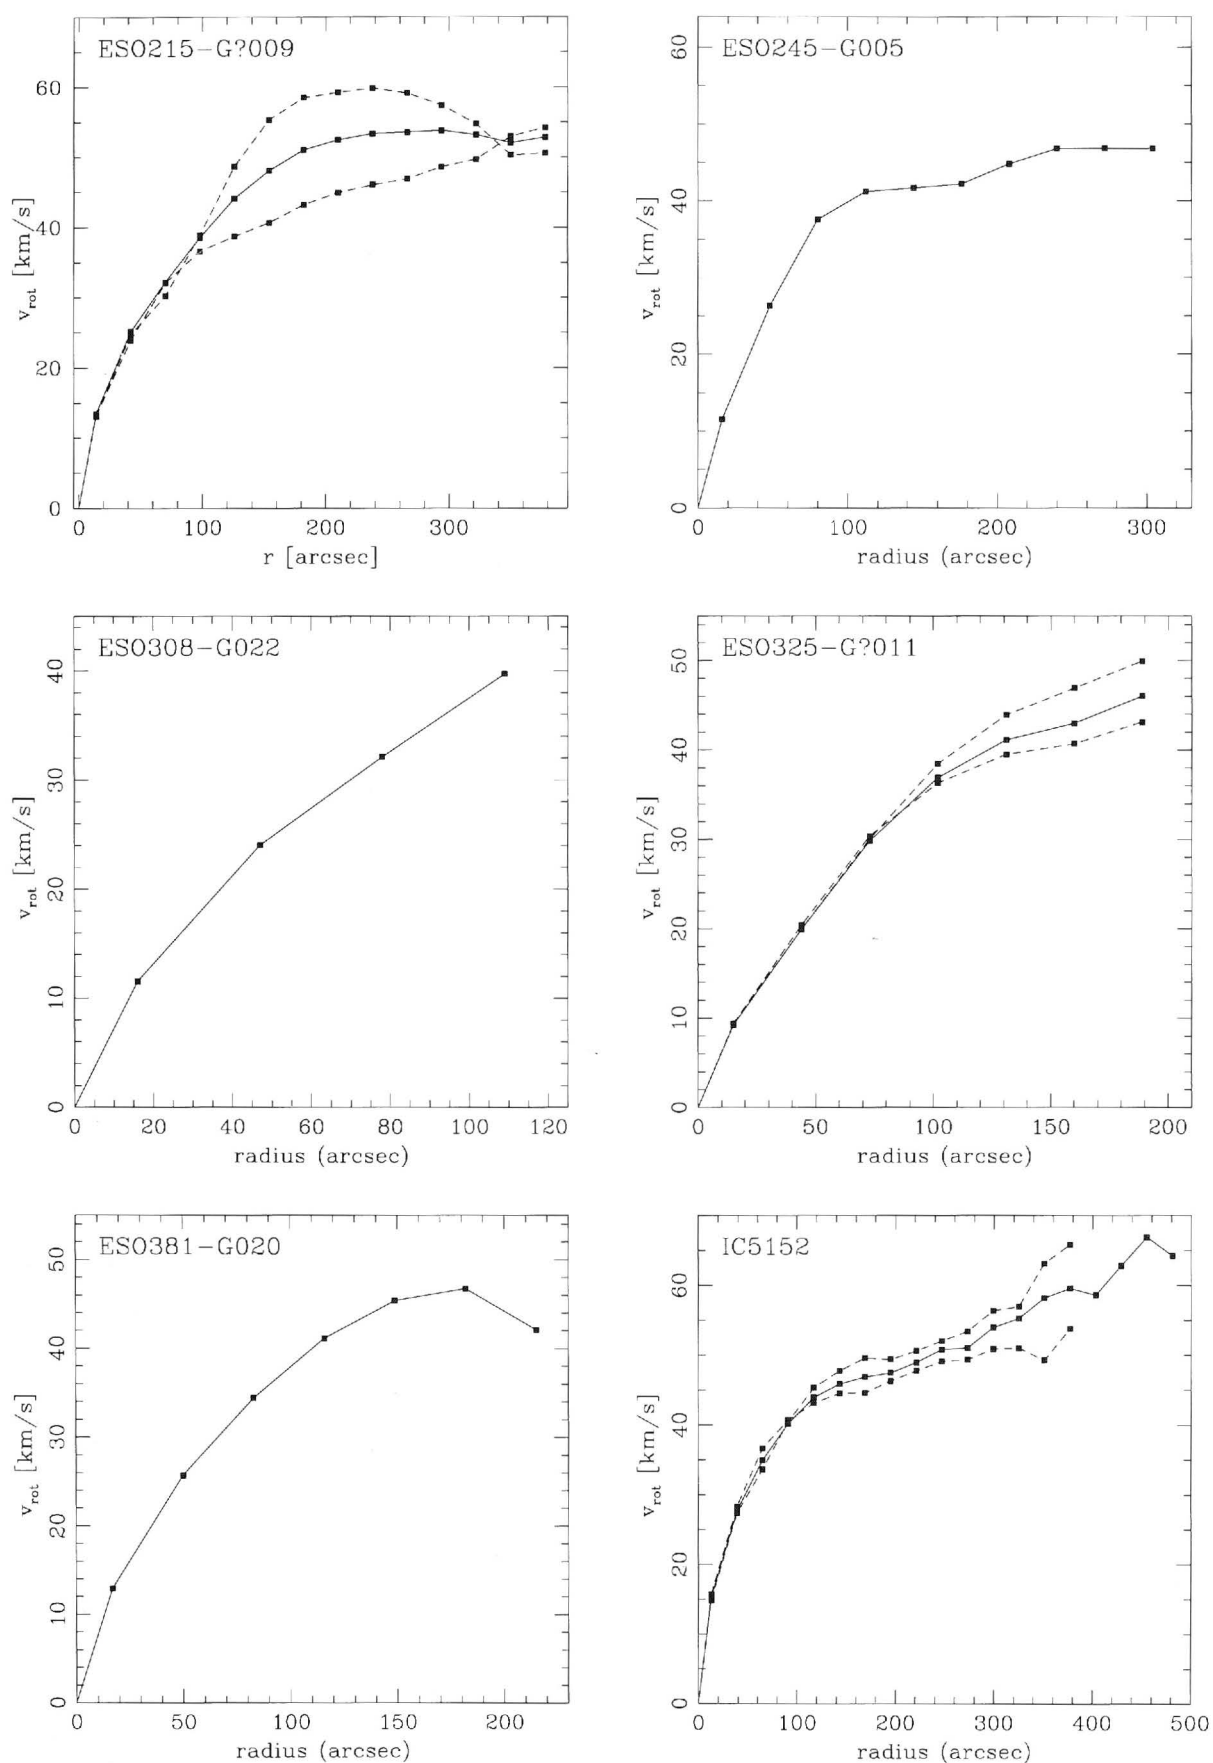 ESO215-G?009
60
40
20
0
v_rot [km/s]
0 100 200 300
r [arcsec]
ESO245-G005
60
40
20
0
v_rot [km/s]
0 100 200 300
radius (arcsec)
ESO308-G022
40
30
20
10
0
v_rot [km/s]
0 20 40 60 80 100 120
radius (arcsec)
ESO325-G?011
50
40
30
20
10
0
v_rot [km/s]
0 50 100 150 200
radius (arcsec)
ESO381-G020
50
40
30
20
10
0
v_rot [km/s]
0 50 100 150 200
radius (arcsec)
IC5152
60
40
20
0
v_rot [km/s]
0 100 200 300 400 500
radius (arcsec)